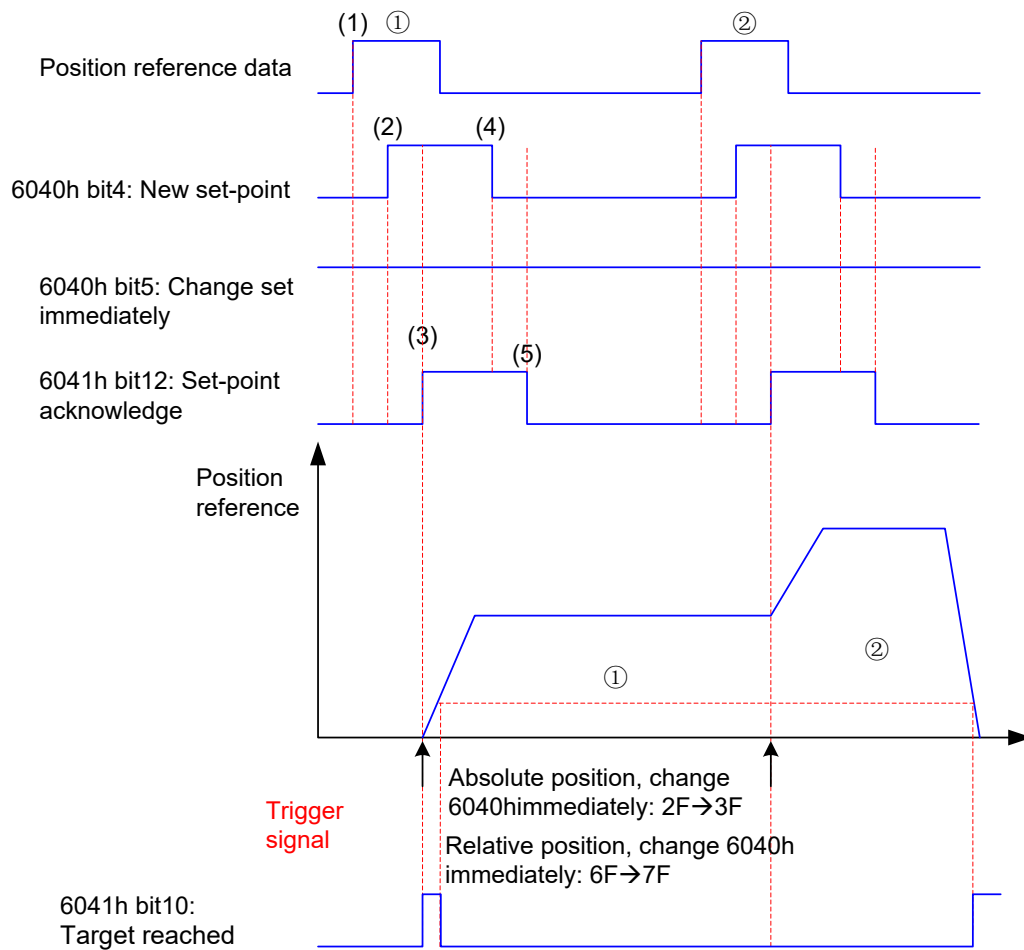 (1)
①
②
Position reference data
(2)
(4)
6040h bit4: New set-point
6040h bit5: Change set
immediately
(3)
(5)
6041h bit12: Set-point
acknowledge
Position
reference
②
①
Absolute position, change
6040himmediately: 2F→3F
Trigger
signal
Relative position, change 6040h
immediately: 6F→7F
6041h bit10:
Target reached